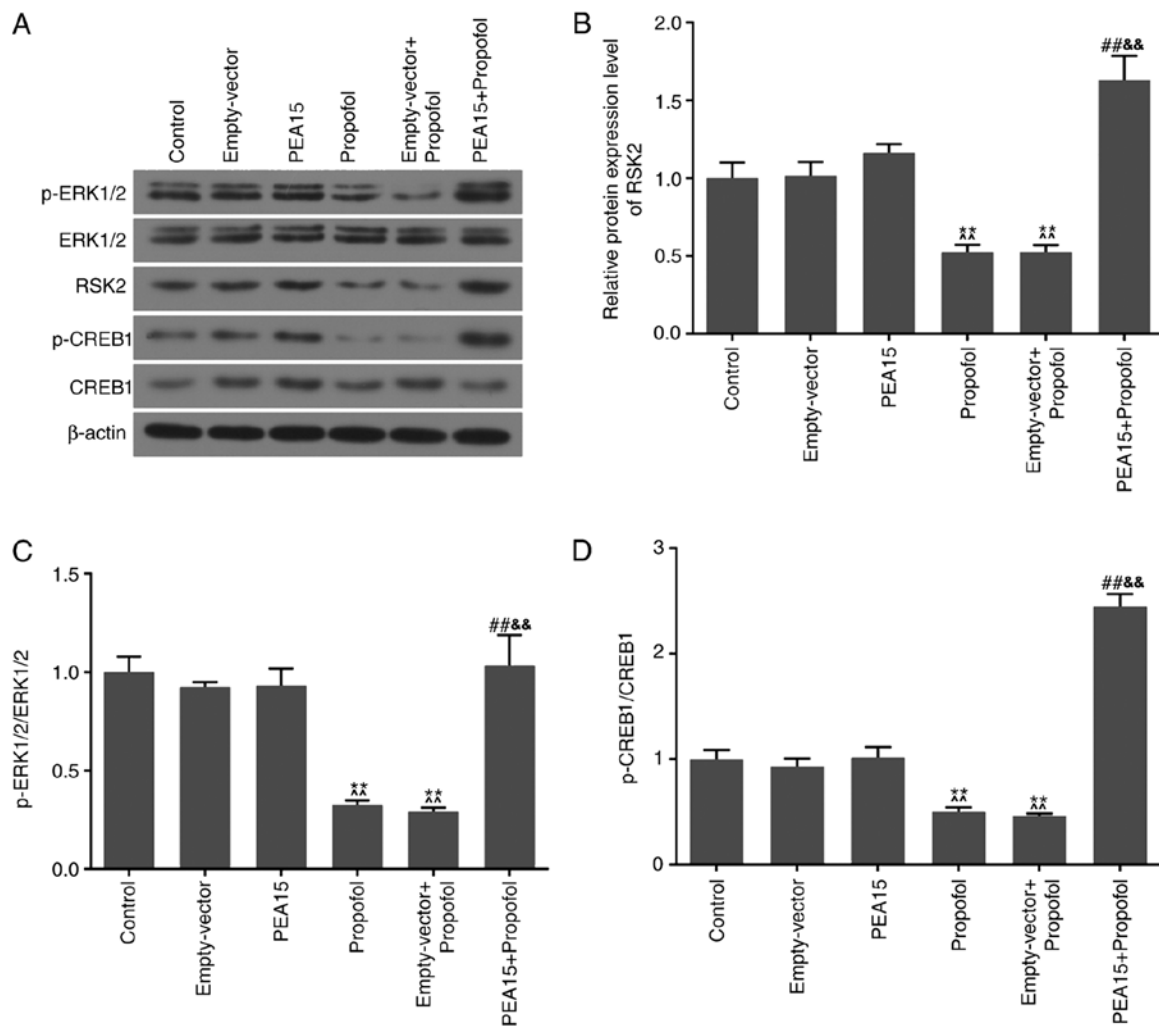 A
Control
Empty-vector
PEA15
Propofol
Empty-vector+
Propofol
PEA15+Propofol
p-ERK1/2
ERK1/2
RSK2
p-CREB1
CREB1
β-actin
B
Relative protein expression level
of RSK2
2.0
1.5
1.0
0.5
0.0
**
^^
**
^^
##&&
Control
Empty-vector
PEA15
Propofol
Empty-vector+
Propofol
PEA15+Propofol
C
p-ERK1/2/ERK1/2
1.5
1.0
0.5
0.0
**
^^
**
^^
##&&
Control
Empty-vector
PEA15
Propofol
Empty-vector+
Propofol
PEA15+Propofol
D
p-CREB1/CREB1
3
2
1
0
**
^^
**
^^
##&&
Control
Empty-vector
PEA15
Propofol
Empty-vector+
Propofol
PEA15+Propofol